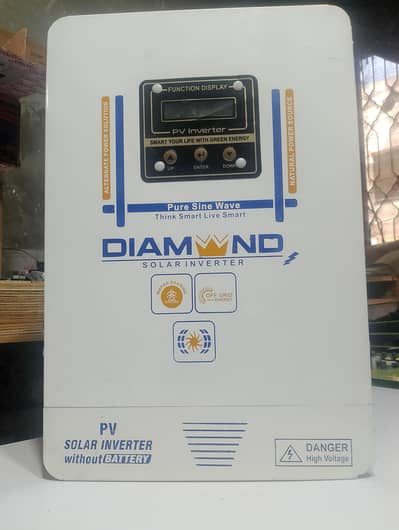 FUNCTION DISPLAY
PV Inverter
SMART YOUR LIFE WITH GREEN ENERGY
UP ENTER DOWN
ALTERNATE POWER SOLUTION
NATURAL POWER SOURCE
Pure Sine Wave
Think Smart Live Smart
DIAMOND
SOLAR INVERTER
OFF GRID
PV
SOLAR INVERTER
without BATTERY
DANGER
High Voltage